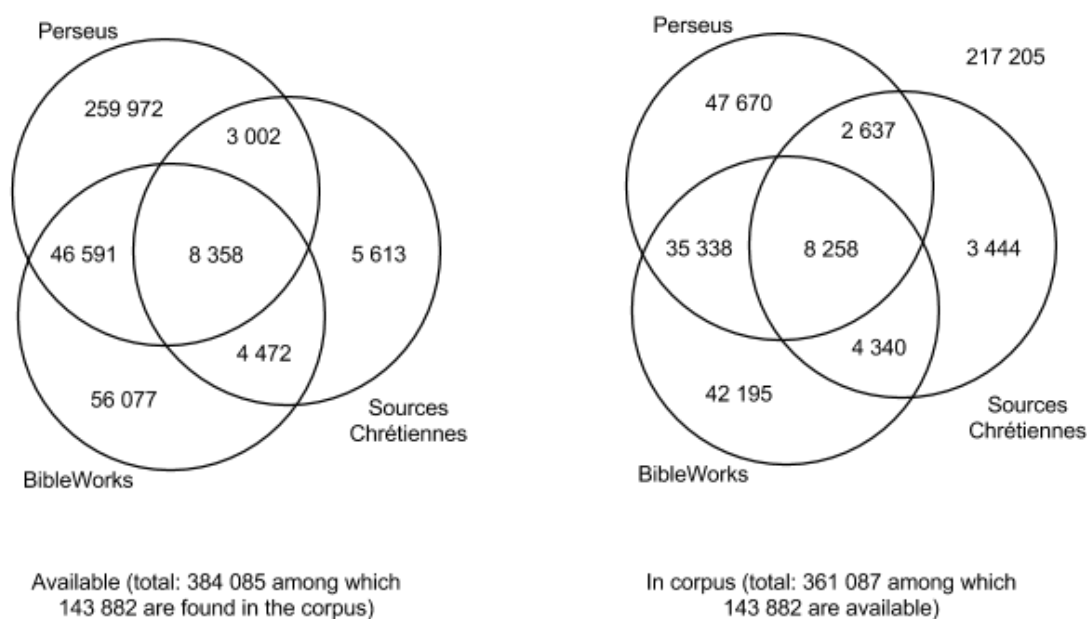 Perseus
259 972
3 002
46 591
8 358
5 613
4 472
56 077
Sources
Chrétiennes
BibleWorks
Available (total: 384 085 among which
143 882 are found in the corpus)
Perseus
217 205
47 670
2 637
35 338
8 258
3 444
4 340
42 195
Sources
Chrétiennes
BibleWorks
In corpus (total: 361 087 among which
143 882 are available)